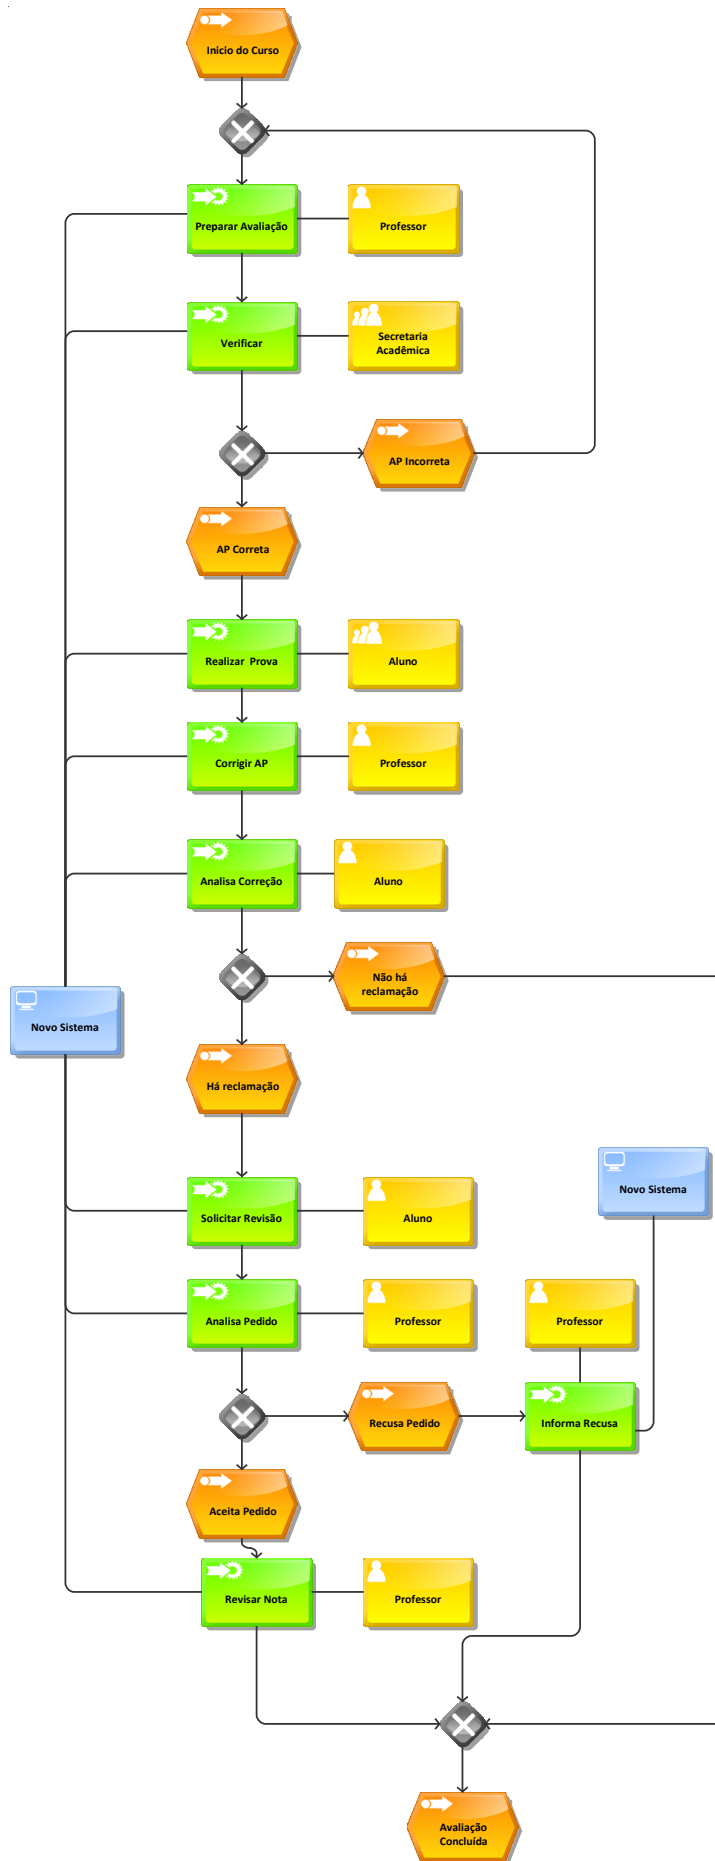 Inicio do Curso
Preparar Avaliação
Professor
Verificar
Secretaria
Acadêmica
AP Incorreta
AP Correta
Realizar Prova
Aluno
Corrigir AP
Professor
Analisa Correção
Aluno
Não há
reclamação
Novo Sistema
Há reclamação
Novo Sistema
Solicitar Revisão
Aluno
Analisa Pedido
Professor
Professor
Recusa Pedido
Informa Recusa
Aceita Pedido
Revisar Nota
Professor
Avaliação
Concluída